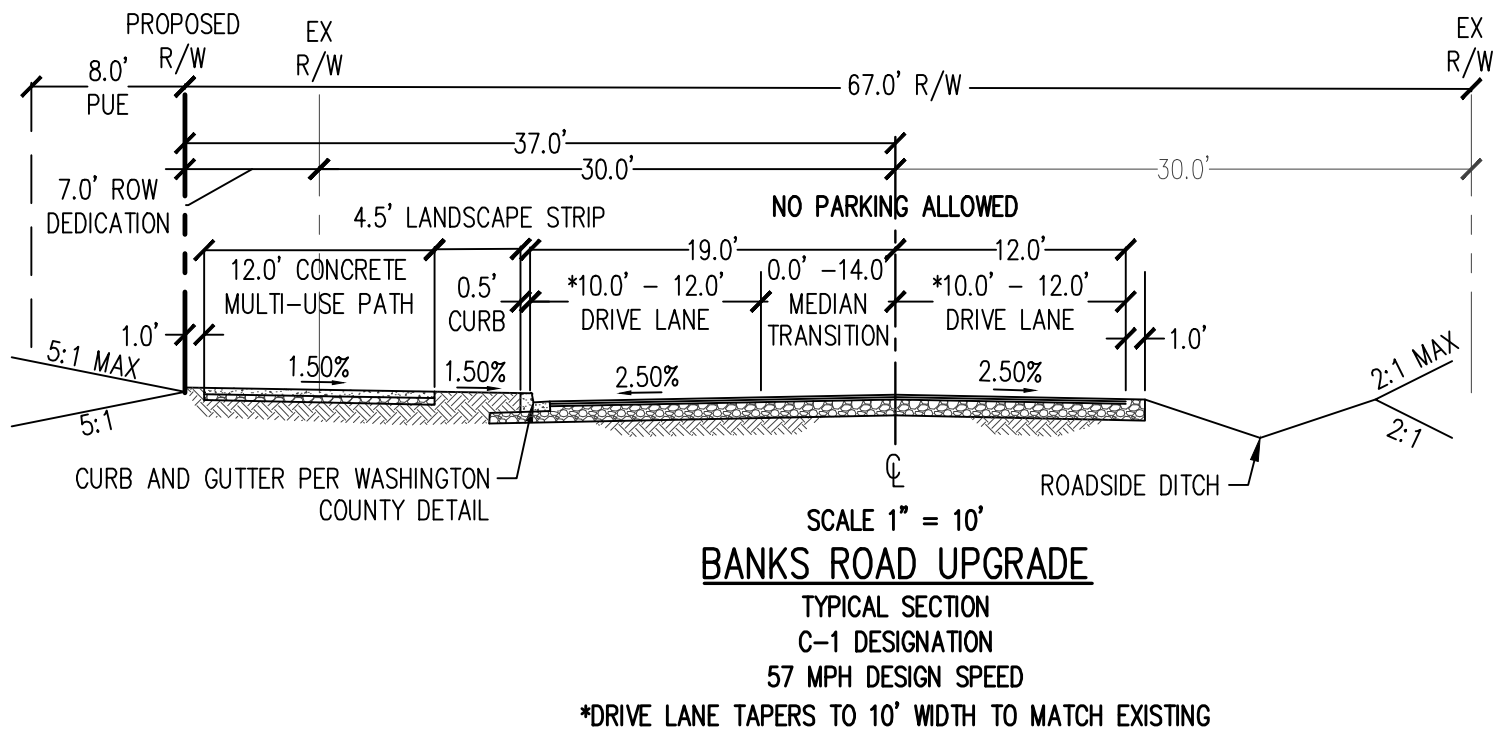 PROPOSED
R/W
EX
R/W
EX
R/W
8.0'
PUE
67.0' R/W
37.0'
7.0' ROW
DEDICATION
30.0'
30.0'
4.5' LANDSCAPE STRIP
NO PARKING ALLOWED
19.0'
12.0'
12.0' CONCRETE
MULTI-USE PATH
0.5'
CURB
*10.0' - 12.0'
DRIVE LANE
0.0' -14.0'
MEDIAN
TRANSITION
*10.0' - 12.0'
DRIVE LANE
1.0'
1.0'
5:1 MAX
5:1
1.50%
1.50%
2.50%
2.50%
2:1 MAX
2:1
CURB AND GUTTER PER WASHINGTON
COUNTY DETAIL
CL
ROADSIDE DITCH
SCALE 1" = 10'
BANKS ROAD UPGRADE
TYPICAL SECTION
C-1 DESIGNATION
57 MPH DESIGN SPEED
*DRIVE LANE TAPERS TO 10' WIDTH TO MATCH EXISTING